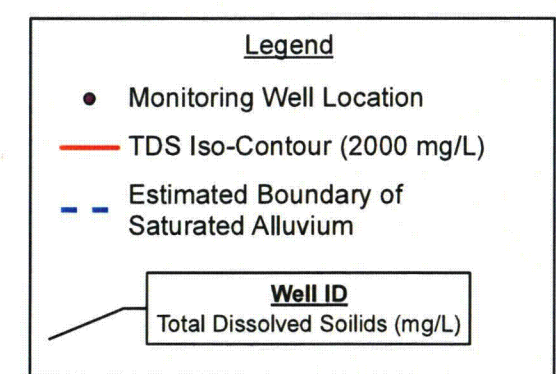 Legend
Monitoring Well Location
TDS Iso-Contour (2000 mg/L)
Estimated Boundary of
Saturated Alluvium
Well ID
Total Dissolved Soilids (mg/L)